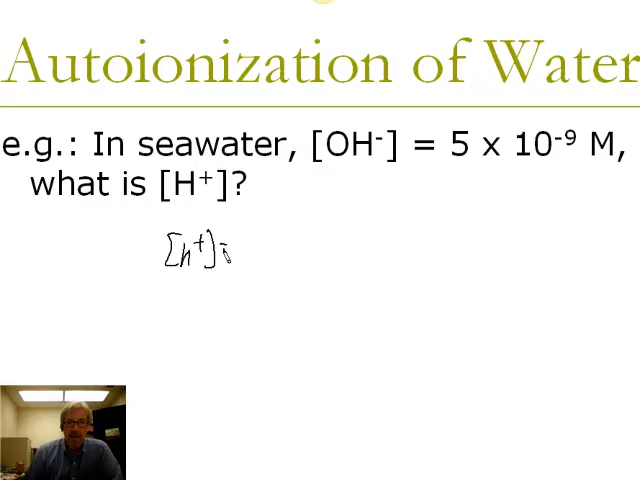 Autoionization of Water
e.g.: In seawater, [OH⁻] = 5 x 10⁻⁹ M,
what is [H⁺]?
[h⁺] =